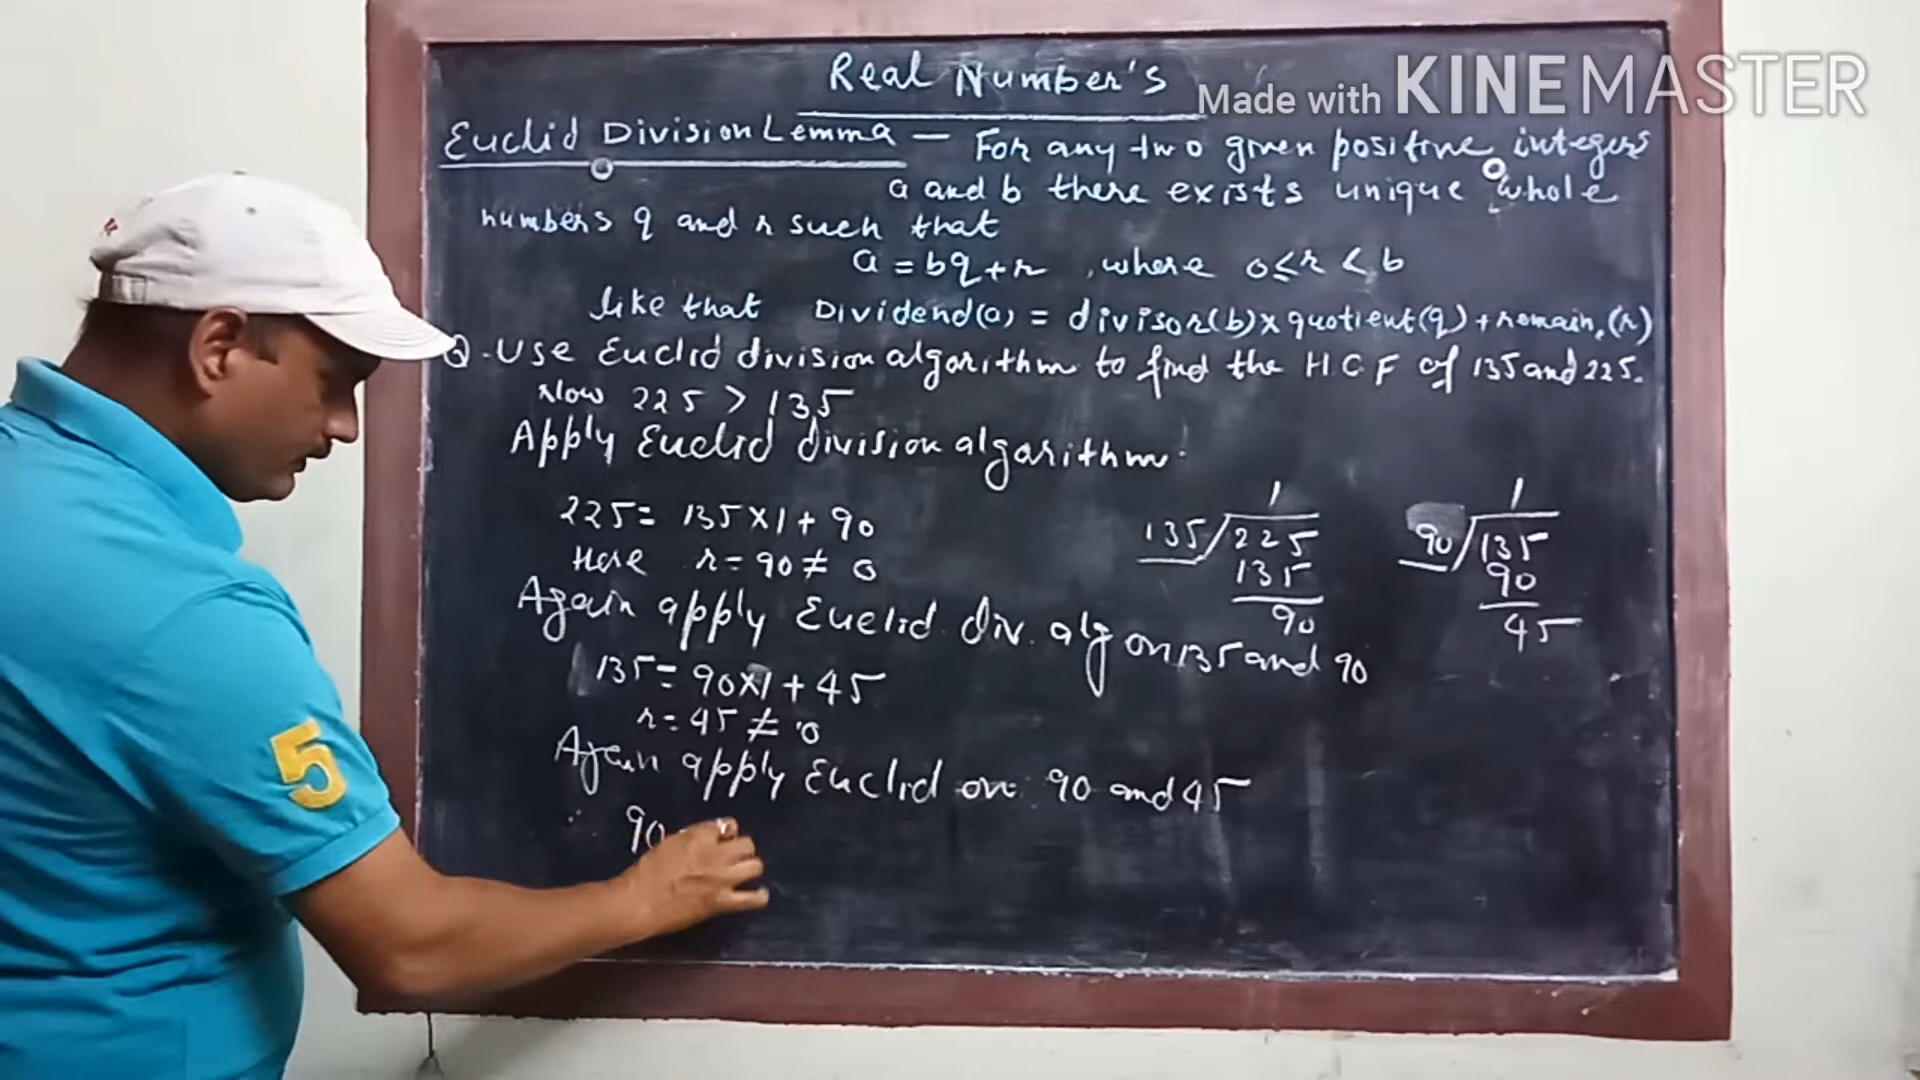 Real Number's
Made with KINEMASTER
Euclid Division Lemma — For any two given positive integers
a and b there exists unique whole
numbers q and r such that
a = bq + r , where 0 ≤ r < b
like that Dividend(a) = divisor(b) x quotient(q) + remain.(r)
Q. Use Euclid division algorithm to find the H.C.F of 135 and 225.
Now 225 > 135
Apply Euclid division algarithm.
225 = 135 x 1 + 90
Here r = 90 ≠ 0
Again apply Euclid div. alg on 135 and 90
135 = 90 x 1 + 45
r = 45 ≠ 0
Again apply Euclid on 90 and 45
90
1
135 225
135
90
1
90 135
90
45
5